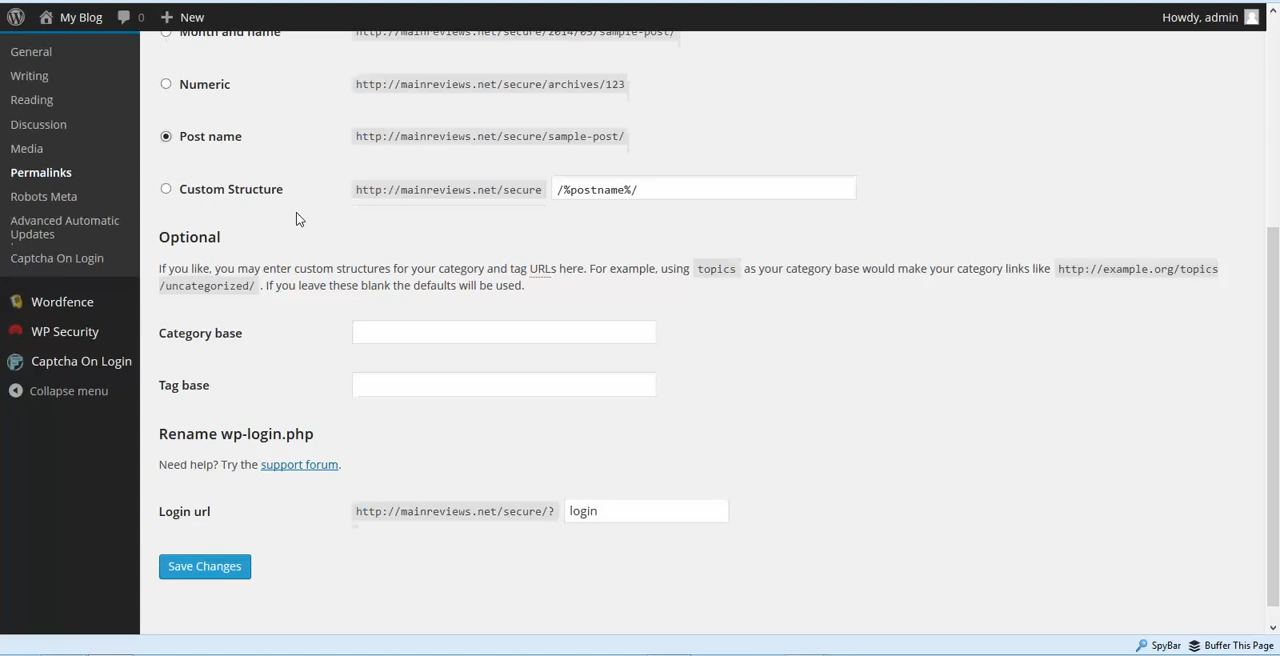 My Blog 0 New Howdy, admin
General
Writing
Reading
Discussion
Media
Permalinks
Robots Meta
Advanced Automatic
Updates
Captcha On Login
Wordfence
WP Security
Captcha On Login
Collapse menu
Month and name http://mainreviews.net/secure/2014/05/sample-post/
Numeric http://mainreviews.net/secure/archives/123
Post name http://mainreviews.net/secure/sample-post/
Custom Structure http://mainreviews.net/secure /%postname%/
Optional
If you like, you may enter custom structures for your category and tag URLs here. For example, using topics as your category base would make your category links like http://example.org/topics
/uncategorized/ . If you leave these blank the defaults will be used.
Category base
Tag base
Rename wp-login.php
Need help? Try the support forum.
Login url http://mainreviews.net/secure/? login
Save Changes
SpyBar Buffer This Page